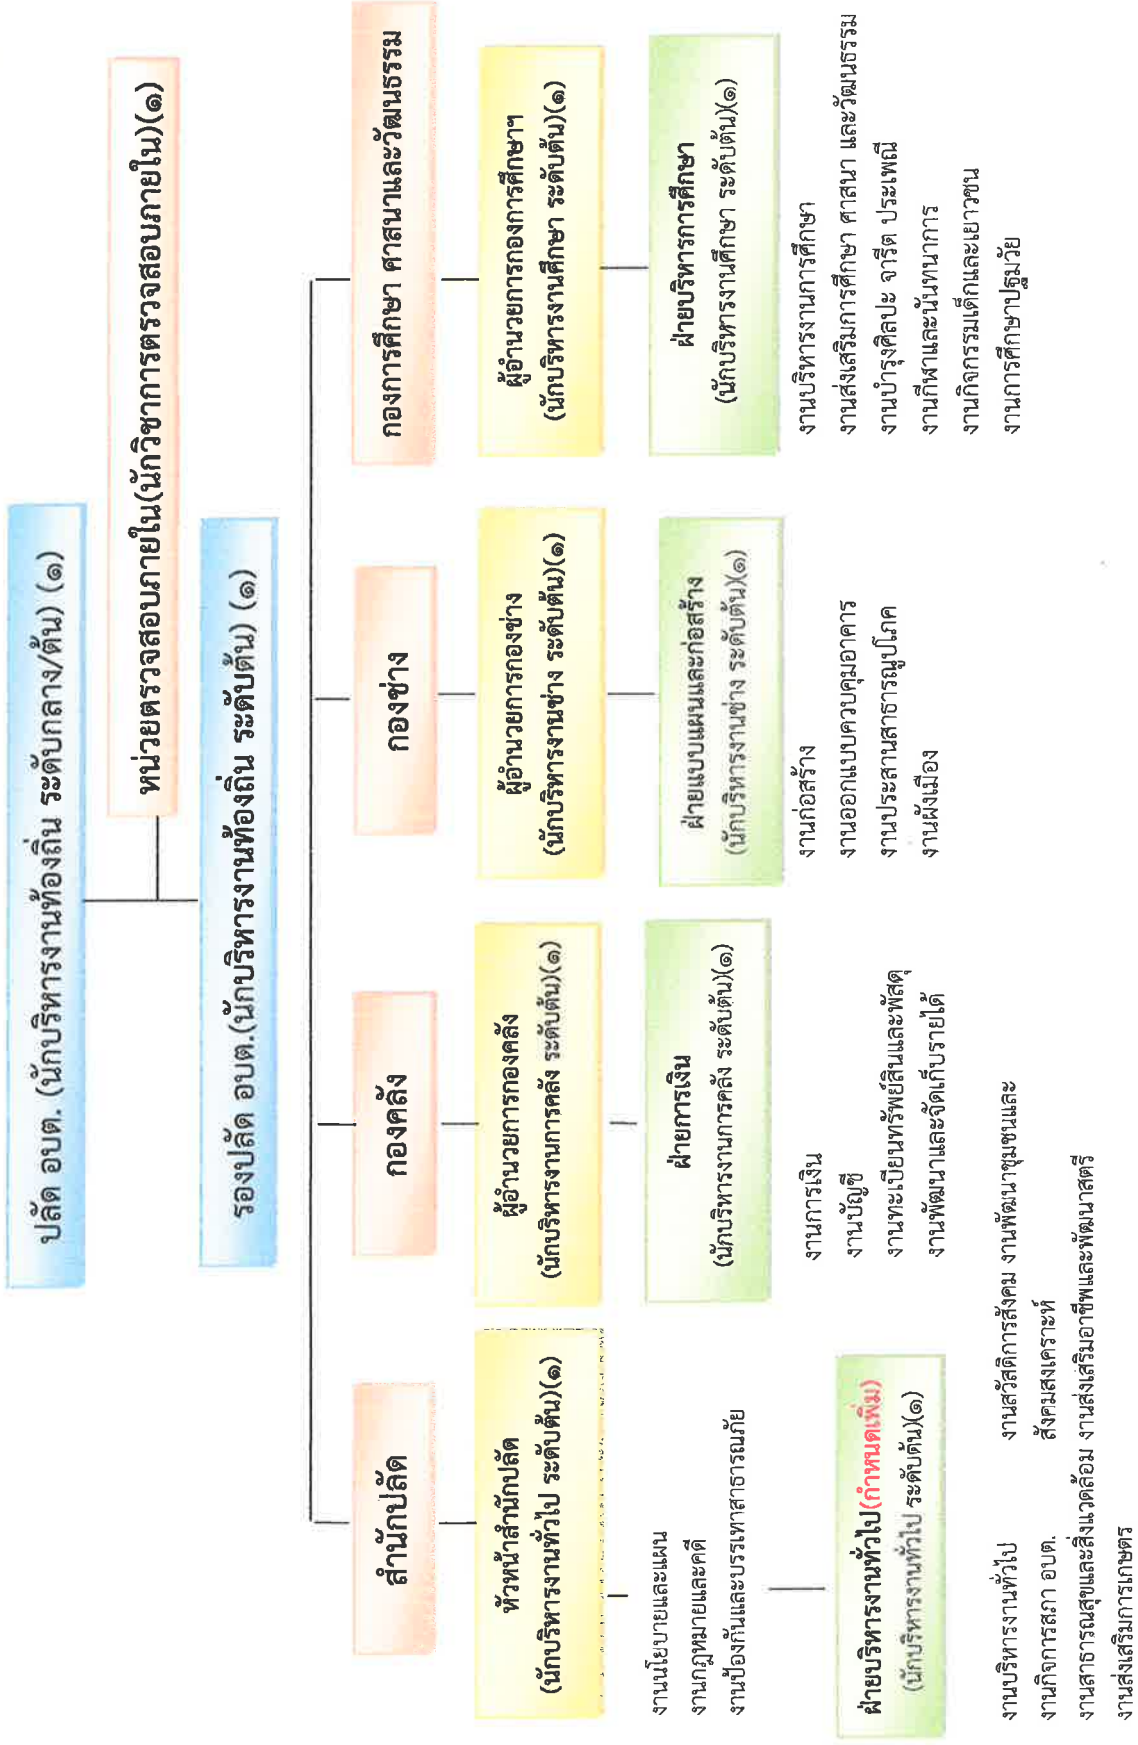 ปลัด อบต. (นักบริหารงานท้องถิ่น ระดับกลาง/ต้น) (๑)
หน่วยตรวจสอบภายใน(นักวิชาการตรวจสอบภายใน)(๑)
รองปลัด อบต.(นักบริหารงานท้องถิ่น ระดับต้น) (๑)
สำนักปลัด
หัวหน้าสำนักปลัด
(นักบริหารงานทั่วไป ระดับต้น)(๑)
งานนโยบายและแผน
งานกฎหมายและคดี
งานป้องกันและบรรเทาสาธารณภัย
ฝ่ายบริหารงานทั่วไป(กำหนดเพิ่ม)
(นักบริหารงานทั่วไป ระดับต้น)(๑)
งานบริหารงานทั่วไป งานสวัสดิการสังคม งานพัฒนาชุมชนและ
งานกิจการสภา อบต. สังคมสงเคราะห์
งานสาธารณสุขและสิ่งแวดล้อม งานส่งเสริมอาชีพและพัฒนาสตรี
งานส่งเสริมการเกษตร
กองคลัง
ผู้อำนวยการกองคลัง
(นักบริหารงานการคลัง ระดับต้น)(๑)
ฝ่ายการเงิน
(นักบริหารงานการคลัง ระดับต้น)(๑)
งานการเงิน
งานบัญชี
งานทะเบียนทรัพย์สินและพัสดุ
งานพัฒนาและจัดเก็บรายได้
กองช่าง
ผู้อำนวยการกองช่าง
(นักบริหารงานช่าง ระดับต้น)(๑)
ฝ่ายแบบแผนและก่อสร้าง
(นักบริหารงานช่าง ระดับต้น)(๑)
งานก่อสร้าง
งานออกแบบควบคุมอาคาร
งานประสานสาธารณูปโภค
งานผังเมือง
กองการศึกษา ศาสนาและวัฒนธรรม
ผู้อำนวยการกองการศึกษาฯ
(นักบริหารงานศึกษา ระดับต้น)(๑)
ฝ่ายบริหารการศึกษา
(นักบริหารงานศึกษา ระดับต้น)(๑)
งานบริหารงานการศึกษา
งานส่งเสริมการศึกษา ศาสนา และวัฒนธรรม
งานบำรุงศิลปะ จารีต ประเพณี
งานกีฬาและนันทนาการ
งานกิจกรรมเด็กและเยาวชน
งานการศึกษาปฐมวัย